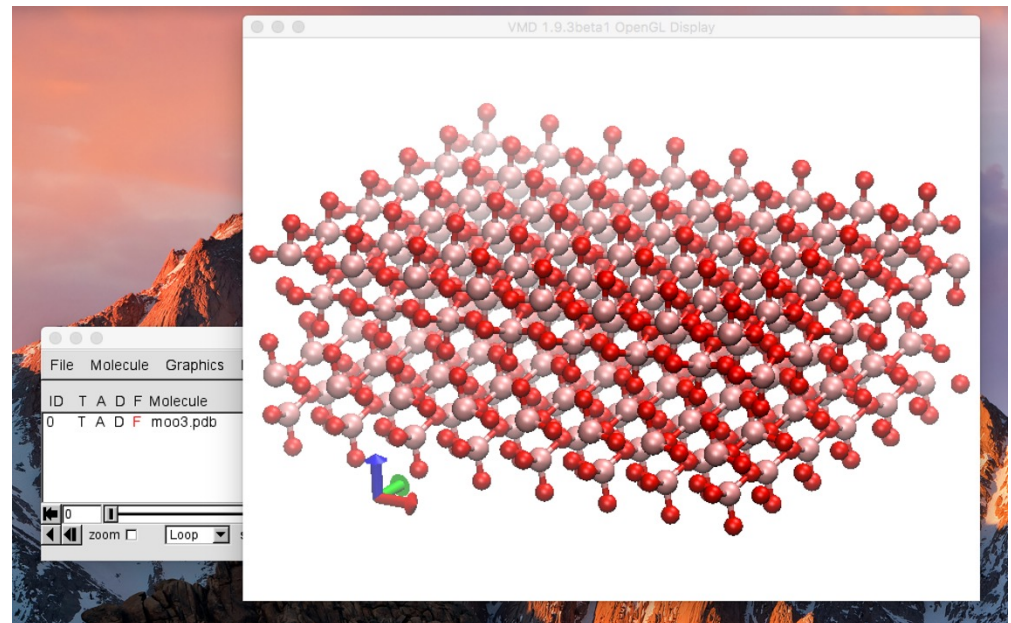 VMD 1.9.3beta1 OpenGL Display
File Molecule Graphics
ID T A D F Molecule
0 T A D F moo3.pdb
0
zoom Loop